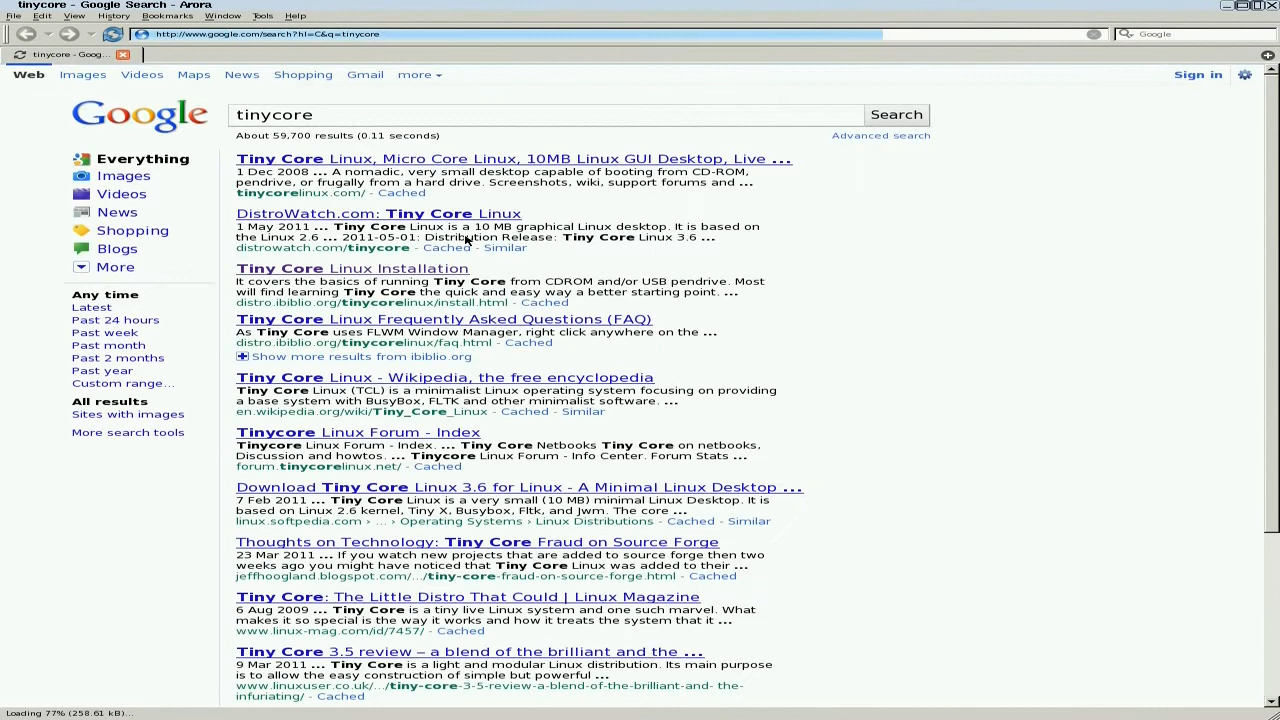 tinycore - Google Search - Arora
File Edit View History Bookmarks Window Tools Help
http://www.google.com/search?hl=C&q=tinycore
Google
tinycore - Goog...
Web Images Videos Maps News Shopping Gmail more
Sign in
Google
tinycore
Search
About 59,700 results (0.11 seconds)
Advanced search
Everything
Images
Videos
News
Shopping
Blogs
More
Any time
Latest
Past 24 hours
Past week
Past month
Past 2 months
Past year
Custom range...
All results
Sites with images
More search tools
Tiny Core Linux, Micro Core Linux, 10MB Linux GUI Desktop, Live ...
1 Dec 2008 ... A nomadic, very small desktop capable of booting from CD-ROM,
pendrive, or frugally from a hard drive. Screenshots, wiki, support forums and ...
tinycorelinux.com/ - Cached
DistroWatch.com: Tiny Core Linux
1 May 2011 ... Tiny Core Linux is a 10 MB graphical Linux desktop. It is based on
the Linux 2.6 ... 2011-05-01: Distribution Release: Tiny Core Linux 3.6 ...
distrowatch.com/tinycore - Cached - Similar
Tiny Core Linux Installation
It covers the basics of running Tiny Core from CDROM and/or USB pendrive. Most
will find learning Tiny Core the quick and easy way a better starting point. ...
distro.ibiblio.org/tinycorelinux/install.html - Cached
Tiny Core Linux Frequently Asked Questions (FAQ)
As Tiny Core uses FLWM Window Manager, right click anywhere on the ...
distro.ibiblio.org/tinycorelinux/faq.html - Cached
Show more results from ibiblio.org
Tiny Core Linux - Wikipedia, the free encyclopedia
Tiny Core Linux (TCL) is a minimalist Linux operating system focusing on providing
a base system with BusyBox, FLTK and other minimalist software. ...
en.wikipedia.org/wiki/Tiny_Core_Linux - Cached - Similar
Tinycore Linux Forum - Index
Tinycore Linux Forum - Index. ... Tiny Core Netbooks Tiny Core on netbooks,
Discussion and howtos. ... Tinycore Linux Forum - Info Center. Forum Stats ...
forum.tinycorelinux.net/ - Cached
Download Tiny Core Linux 3.6 for Linux - A Minimal Linux Desktop ...
7 Feb 2011 ... Tiny Core Linux is a very small (10 MB) minimal Linux Desktop. It is
based on Linux 2.6 kernel, Tiny X, Busybox, Fltk, and Jwm. The core ...
linux.softpedia.com › ... › Operating Systems › Linux Distributions - Cached - Similar
Thoughts on Technology: Tiny Core Fraud on Source Forge
23 Mar 2011 ... If you watch new projects that are added to source forge then two
weeks ago you might have noticed that Tiny Core Linux was added to their ...
jeffhoogland.blogspot.com/.../tiny-core-fraud-on-source-forge.html - Cached
Tiny Core: The Little Distro That Could | Linux Magazine
6 Aug 2009 ... Tiny Core is a tiny live Linux system and one such marvel. What
makes it so special is the way it works and how it treats the system that it ...
www.linux-mag.com/id/7457/ - Cached
Tiny Core 3.5 review – a blend of the brilliant and the ...
9 Mar 2011 ... Tiny Core is a light and modular Linux distribution. Its main purpose
is to allow the easy construction of simple but powerful ...
www.linuxuser.co.uk/.../tiny-core-3-5-review-a-blend-of-the-brilliant-and- the-
infuriating/ - Cached
Loading 77% (258.61 kB)...